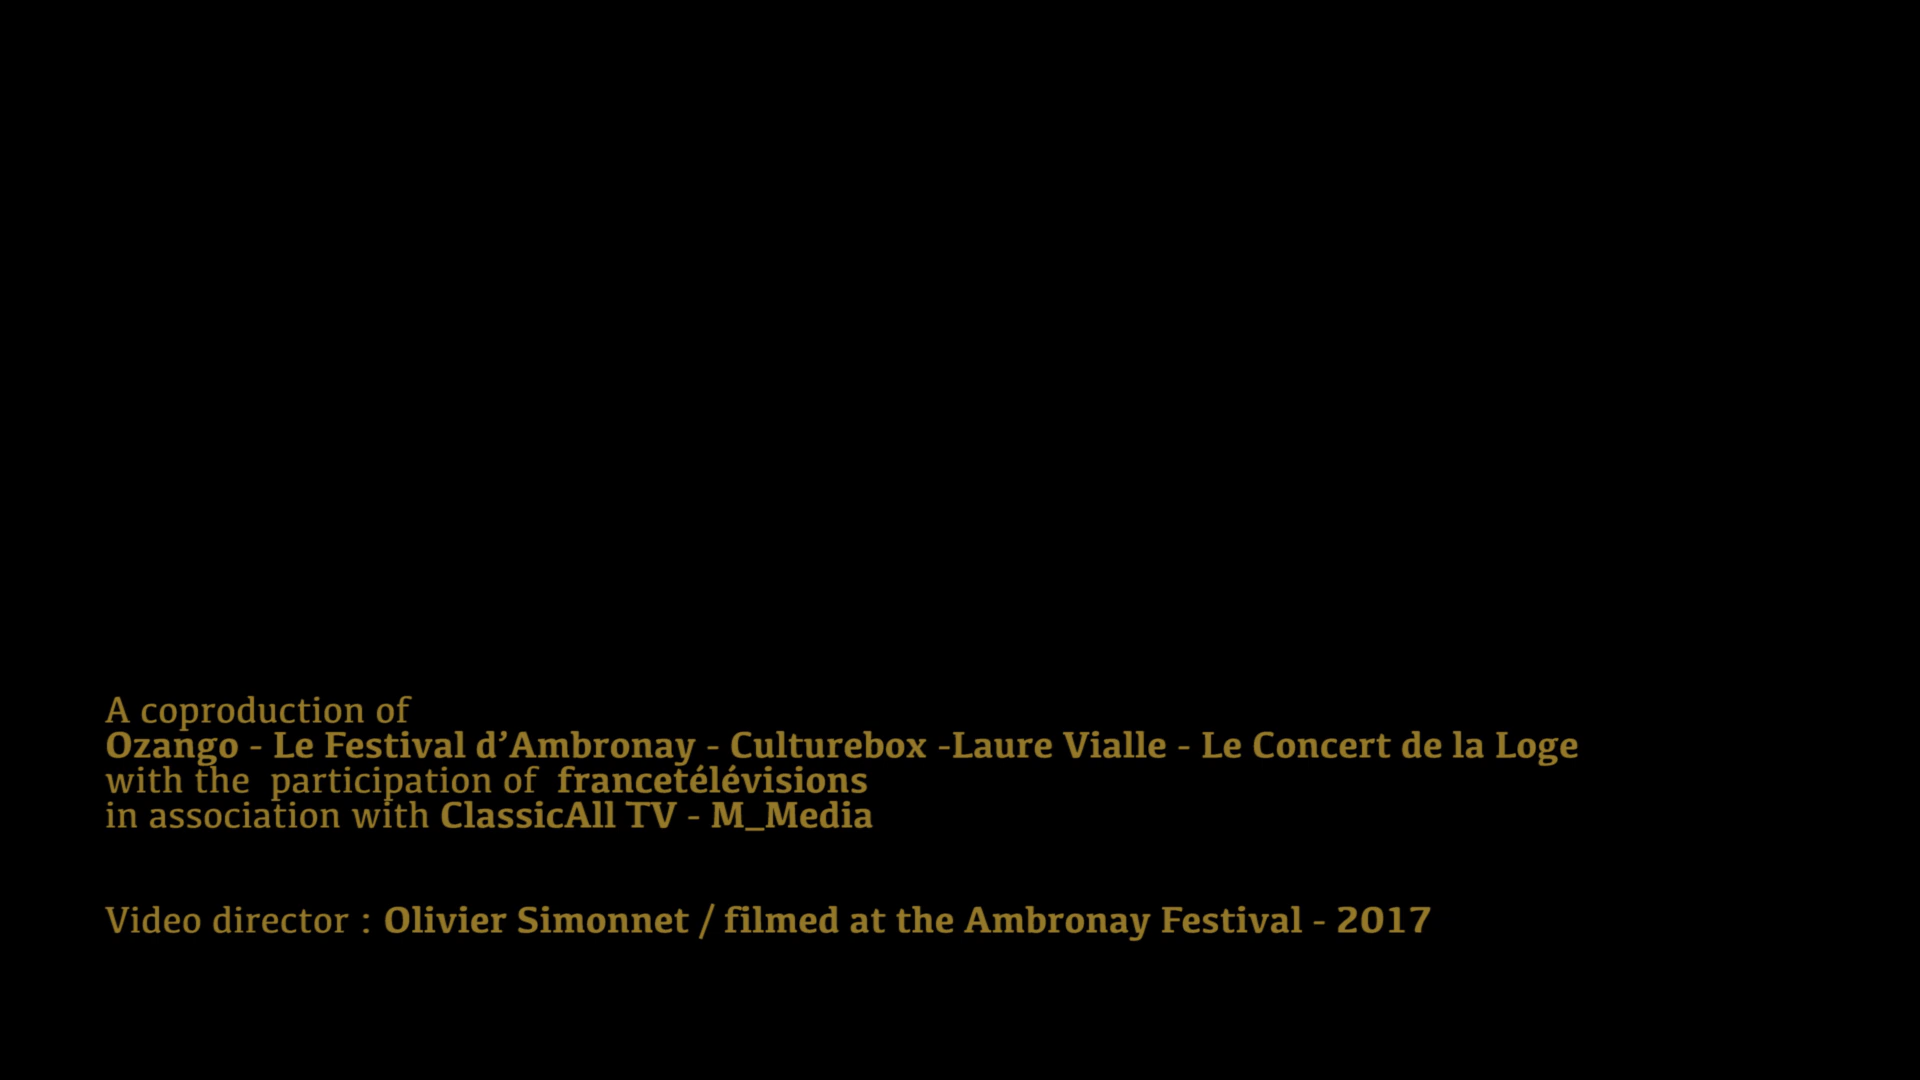 A coproduction of
Ozango - Le Festival d’Ambronay - Culturebox -Laure Vialle - Le Concert de la Loge
with the  participation of  francetélévisions
in association with ClassicAll TV - M_Media
Video director : Olivier Simonnet / filmed at the Ambronay Festival - 2017